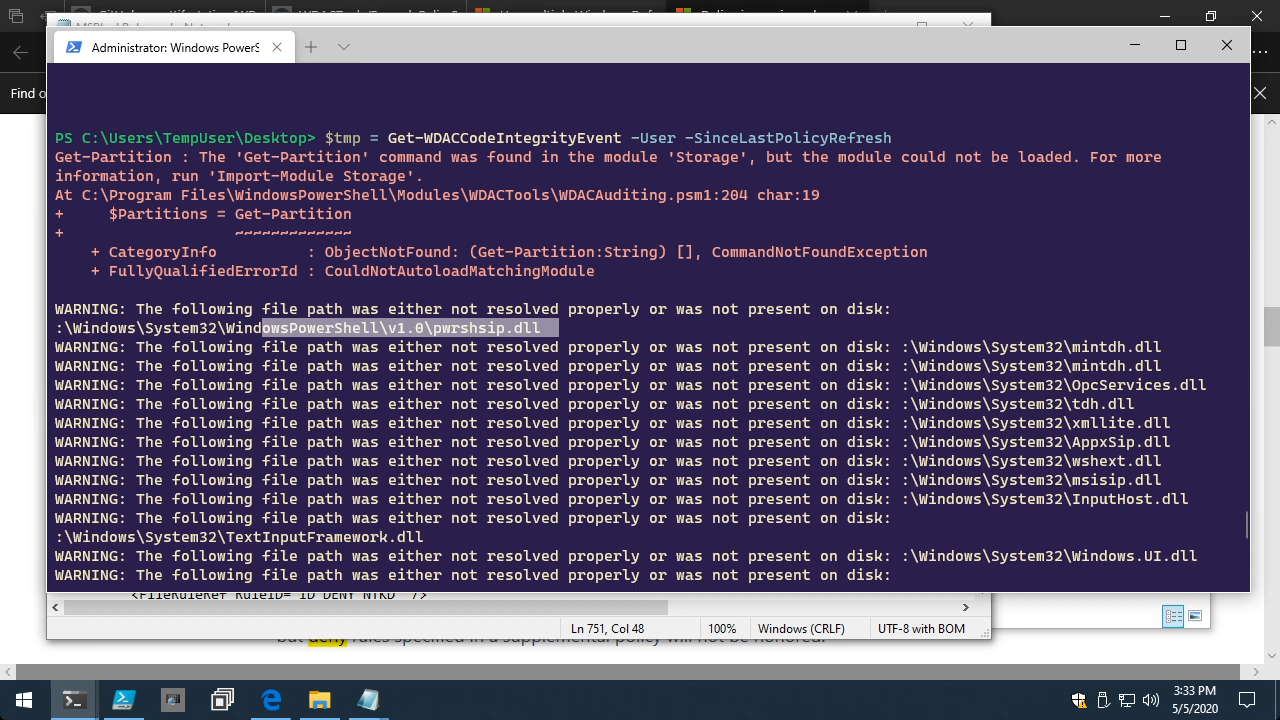 Administrator: Windows PowerS
Find o
PS C:\Users\TempUser\Desktop> $tmp = Get-WDACCodeIntegrityEvent -User -SinceLastPolicyRefresh
Get-Partition : The 'Get-Partition' command was found in the module 'Storage', but the module could not be loaded. For more
information, run 'Import-Module Storage'.
At C:\Program Files\WindowsPowerShell\Modules\WDACTools\WDACAuditing.psm1:204 char:19
+     $Partitions = Get-Partition
+                   ~~~~~~~~~~~~~
    + CategoryInfo          : ObjectNotFound: (Get-Partition:String) [], CommandNotFoundException
    + FullyQualifiedErrorId : CouldNotAutoloadMatchingModule
WARNING: The following file path was either not resolved properly or was not present on disk:
:\Windows\System32\WindowsPowerShell\v1.0\pwrshsip.dll
WARNING: The following file path was either not resolved properly or was not present on disk: :\Windows\System32\mintdh.dll
WARNING: The following file path was either not resolved properly or was not present on disk: :\Windows\System32\mintdh.dll
WARNING: The following file path was either not resolved properly or was not present on disk: :\Windows\System32\OpcServices.dll
WARNING: The following file path was either not resolved properly or was not present on disk: :\Windows\System32\tdh.dll
WARNING: The following file path was either not resolved properly or was not present on disk: :\Windows\System32\xmllite.dll
WARNING: The following file path was either not resolved properly or was not present on disk: :\Windows\System32\AppxSip.dll
WARNING: The following file path was either not resolved properly or was not present on disk: :\Windows\System32\wshext.dll
WARNING: The following file path was either not resolved properly or was not present on disk: :\Windows\System32\msisip.dll
WARNING: The following file path was either not resolved properly or was not present on disk: :\Windows\System32\InputHost.dll
WARNING: The following file path was either not resolved properly or was not present on disk:
:\Windows\System32\TextInputFramework.dll
WARNING: The following file path was either not resolved properly or was not present on disk: :\Windows\System32\Windows.UI.dll
WARNING: The following file path was either not resolved properly or was not present on disk:
Ln 751, Col 48
100%
Windows (CRLF)
UTF-8 with BOM
but deny rules specified in a supplemental policy will not be honored.
3:33 PM
5/5/2020